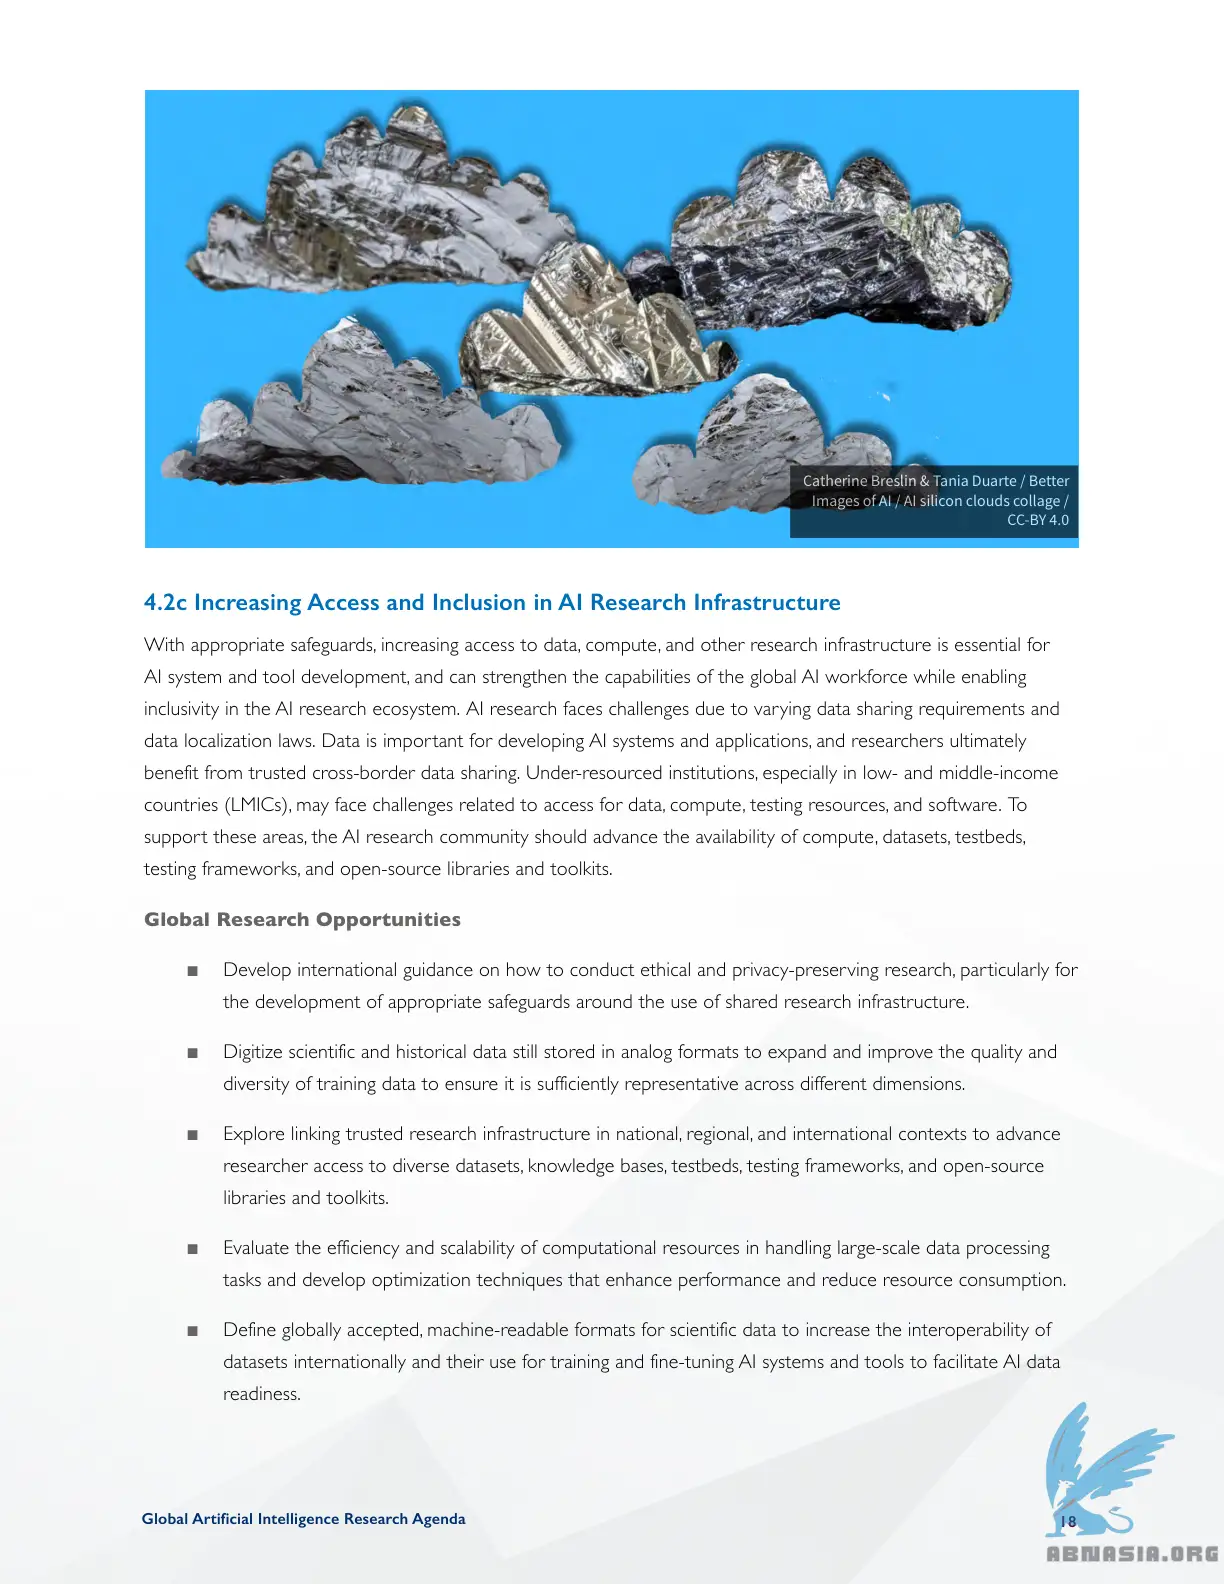 Catherine Breslin & Tania Duarte / Better
Images of AI / AI silicon clouds collage /
CC-BY 4.0
4.2c Increasing Access and Inclusion in AI Research Infrastructure
With appropriate safeguards, increasing access to data, compute, and other research infrastructure is essential for
AI system and tool development, and can strengthen the capabilities of the global AI workforce while enabling
inclusivity in the AI research ecosystem. AI research faces challenges due to varying data sharing requirements and
data localization laws. Data is important for developing AI systems and applications, and researchers ultimately
benefit from trusted cross-border data sharing. Under-resourced institutions, especially in low- and middle-income
countries (LMICs), may face challenges related to access for data, compute, testing resources, and software. To
support these areas, the AI research community should advance the availability of compute, datasets, testbeds,
testing frameworks, and open-source libraries and toolkits.
Global Research Opportunities
■ Develop international guidance on how to conduct ethical and privacy-preserving research, particularly for
the development of appropriate safeguards around the use of shared research infrastructure.
■ Digitize scientific and historical data still stored in analog formats to expand and improve the quality and
diversity of training data to ensure it is sufficiently representative across different dimensions.
■ Explore linking trusted research infrastructure in national, regional, and international contexts to advance
researcher access to diverse datasets, knowledge bases, testbeds, testing frameworks, and open-source
libraries and toolkits.
■ Evaluate the efficiency and scalability of computational resources in handling large-scale data processing
tasks and develop optimization techniques that enhance performance and reduce resource consumption.
■ Define globally accepted, machine-readable formats for scientific data to increase the interoperability of
datasets internationally and their use for training and fine-tuning AI systems and tools to facilitate AI data
readiness.
Global Artificial Intelligence Research Agenda
18
ABNASIA.ORG